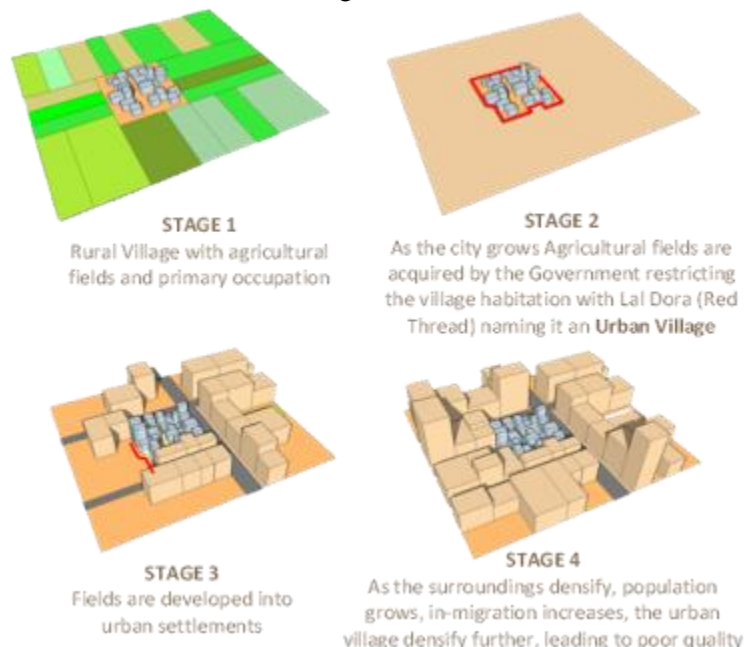 STAGE 1
Rural Village with agricultural
fields and primary occupation
STAGE 2
As the city grows Agricultural fields are
acquired by the Government restricting
the village habitation with Lal Dora (Red
Thread) naming it an Urban Village
STAGE 3
Fields are developed into
urban settlements
STAGE 4
As the surroundings densify, population
grows, in-migration increases, the urban
village densify further, leading to poor quality